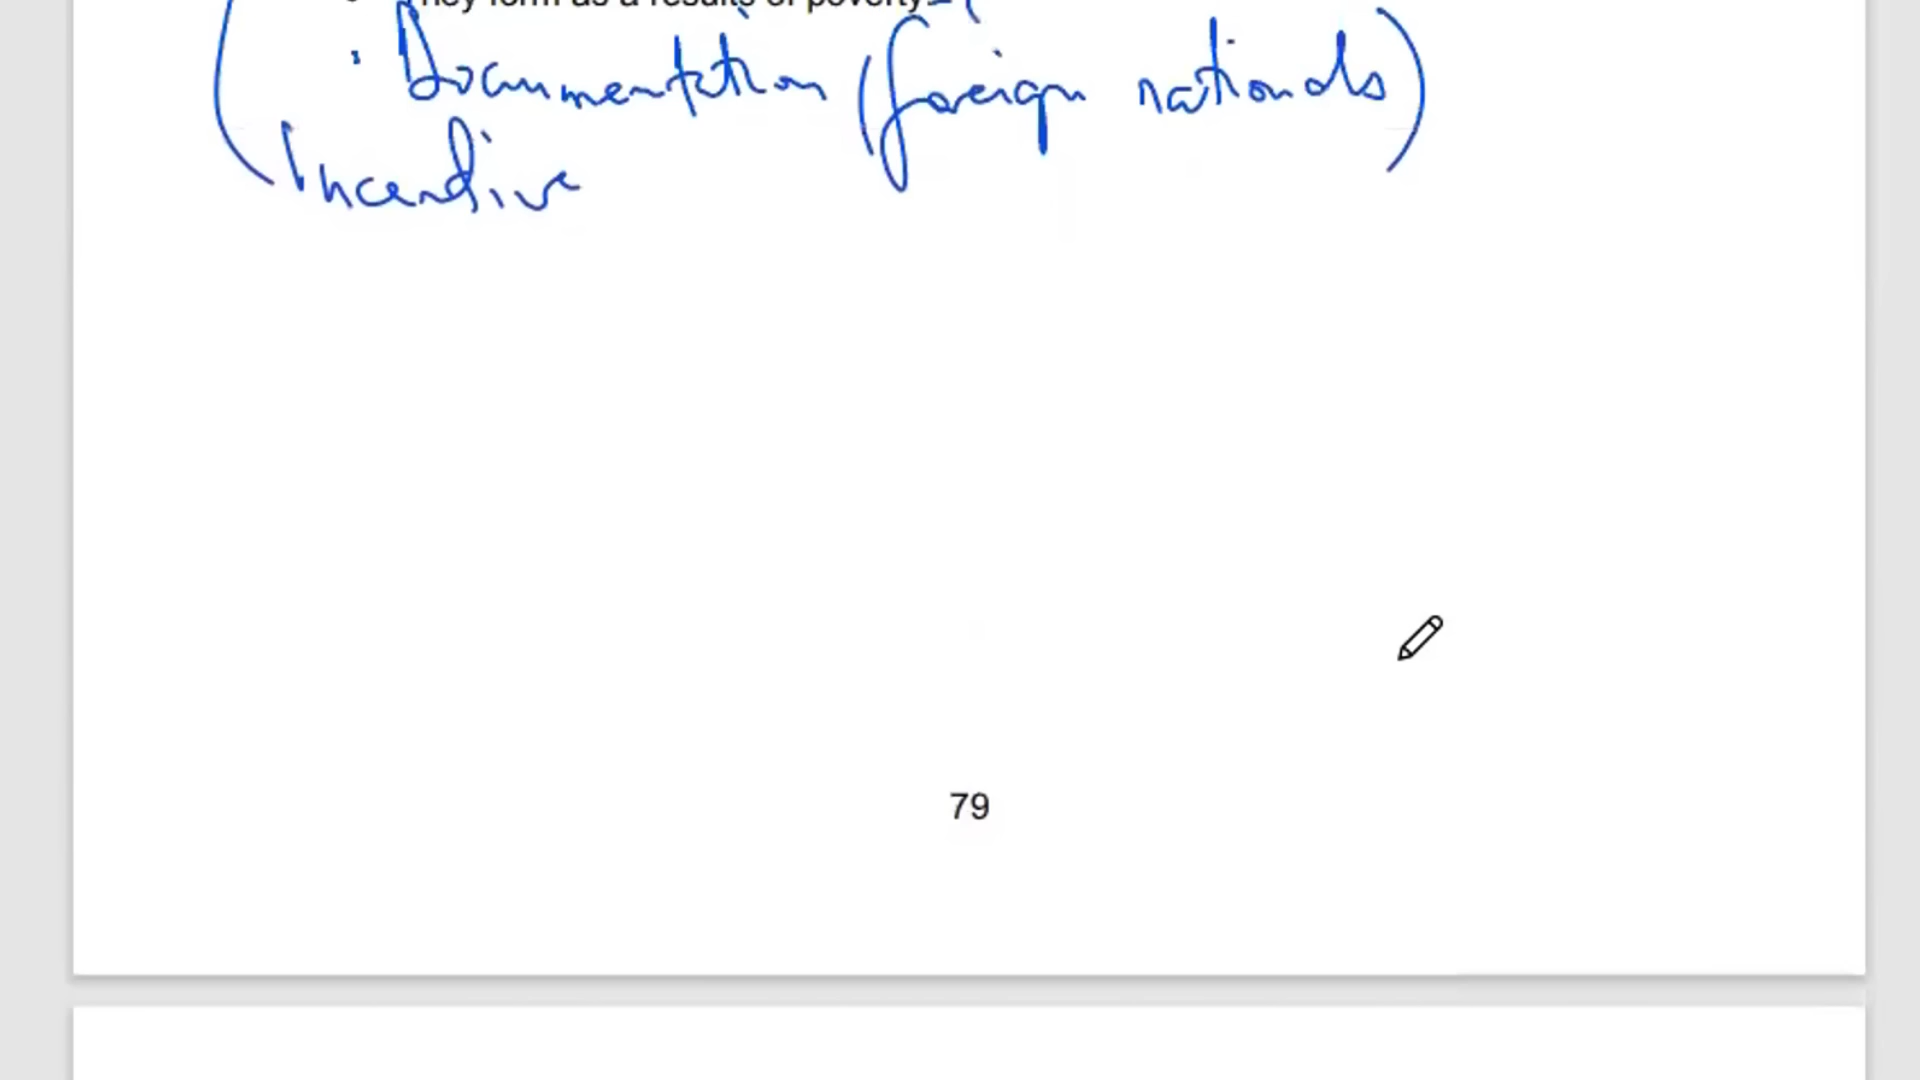 They form as a results of poverty
• Documentation (foreign nationals)
Incentive
79